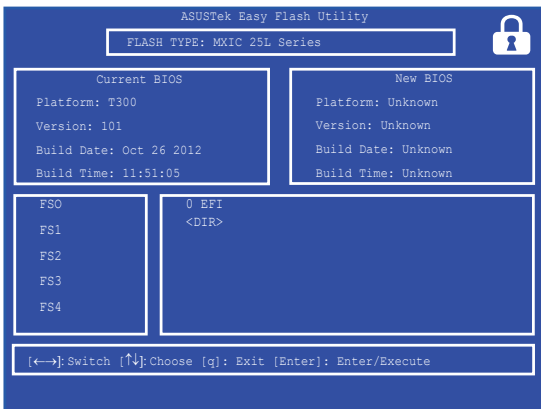 ASUSTek Easy Flash Utility
FLASH TYPE: MXIC 25L Series
Current BIOS
Platform: T300
Version: 101
Build Date: Oct 26 2012
Build Time: 11:51:05
New BIOS
Platform: Unknown
Version: Unknown
Build Date: Unknown
Build Time: Unknown
FSO
FS1
FS2
FS3
FS4
0 EFI
<DIR>
[←→]: Switch [↑↓]: Choose [q]: Exit [Enter]: Enter/Execute